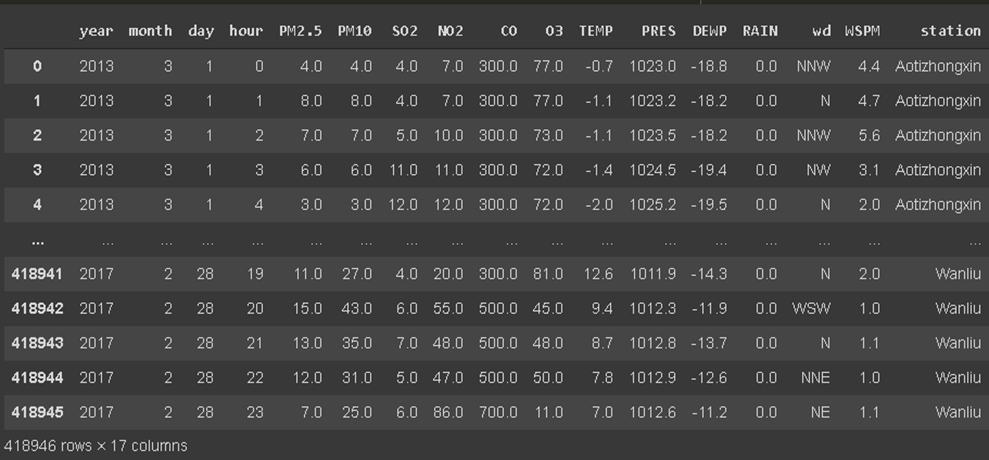 year month day hour PM2.5 PM10 SO2 NO2 CO O3 TEMP PRES DEWP RAIN wd WSPM station
0 2013 3 1 0 4.0 4.0 4.0 7.0 300.0 77.0 -0.7 1023.0 -18.8 0.0 NNW 4.4 Aotizhongxin
1 2013 3 1 1 8.0 8.0 4.0 7.0 300.0 77.0 -1.1 1023.2 -18.2 0.0 N 4.7 Aotizhongxin
2 2013 3 1 2 7.0 7.0 5.0 10.0 300.0 73.0 -1.1 1023.5 -18.2 0.0 NNW 5.6 Aotizhongxin
3 2013 3 1 3 6.0 6.0 11.0 11.0 300.0 72.0 -1.4 1024.5 -19.4 0.0 NW 3.1 Aotizhongxin
4 2013 3 1 4 3.0 3.0 12.0 12.0 300.0 72.0 -2.0 1025.2 -19.5 0.0 N 2.0 Aotizhongxin
... ... ... ... ... ... ... ... ... ... ... ... ... ... ... ... ... ...
418941 2017 2 28 19 11.0 27.0 4.0 20.0 300.0 81.0 12.6 1011.9 -14.3 0.0 N 2.0 Wanliu
418942 2017 2 28 20 15.0 43.0 6.0 55.0 500.0 45.0 9.4 1012.3 -11.9 0.0 WSW 1.0 Wanliu
418943 2017 2 28 21 13.0 35.0 7.0 48.0 500.0 48.0 8.7 1012.8 -13.7 0.0 N 1.1 Wanliu
418944 2017 2 28 22 12.0 31.0 5.0 47.0 500.0 50.0 7.8 1012.9 -12.6 0.0 NNE 1.0 Wanliu
418945 2017 2 28 23 7.0 25.0 6.0 86.0 700.0 11.0 7.0 1012.6 -11.2 0.0 NE 1.1 Wanliu
418946 rows × 17 columns